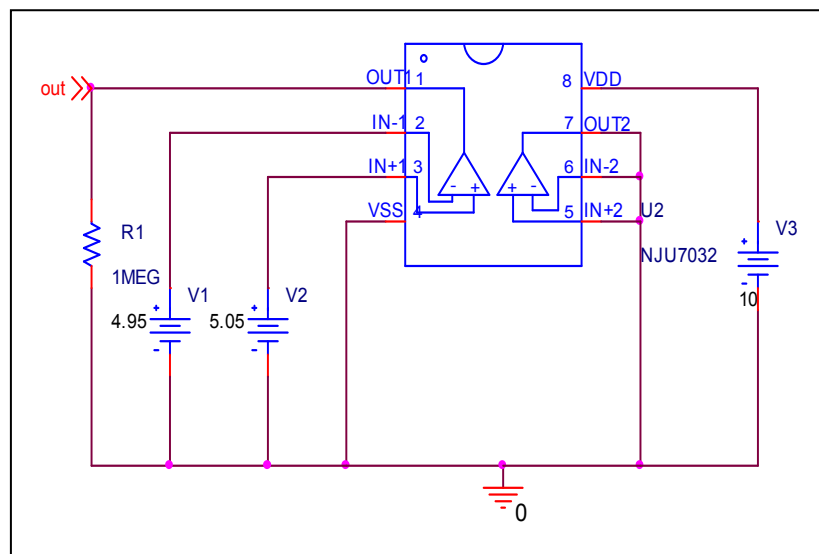 OUT1 1
8 VDD
out
IN-1 2
7 OUT2
IN+1 3
6 IN-2
- +
+ -
VSS 4
5 IN+2
U2
R1
V3
NJU7032
1MEG
V1
V2
+
-
10
+
-
4.95
+
-
5.05
0